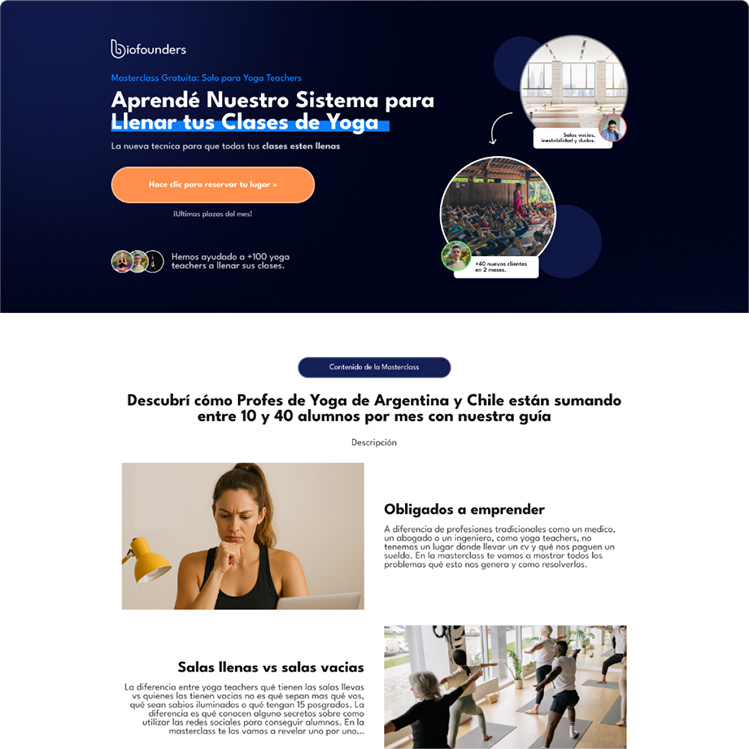 biofounders
Masterclass Gratuita: Solo para Yoga Teachers
Aprendé Nuestro Sistema para
Llenar tus Clases de Yoga
La nueva tecnica para que todas tus clases esten llenas
Hace clic para reservar tu lugar »
¡Ultimas plazas del mes!
Hemos ayudado a +100 yoga
teachers a llenar sus clases.
Salas vacias,
inestabilidad y dudas.
+40 nuevos clientes
en 2 meses.
Contenido de la Masterclass
Descubrí cómo Profes de Yoga de Argentina y Chile están sumando
entre 10 y 40 alumnos por mes con nuestra guía
Descripción
Obligados a emprender
A diferencia de profesiones tradicionales como un medico,
un abogado o un ingeniero, como yoga teachers, no
tenemos un lugar donde llevar un cv y qué nos paguen un
sueldo. En la masterclass te vamos a mostrar todos los
problemas qué esto nos genera y como resolverlos.
Salas llenas vs salas vacias
La diferencia entre yoga teachers qué tienen las salas llevas
vs quienes las tienen vacias no es qué sepan mas qué vos,
qué sean sabios iluminados o qué tengan 15 posgrados. La
diferencia es qué conocen alguno secretos sobre como
utilizar las redes sociales para conseguir alumnos. En la
masterclass te los vamos a revelar uno por uno...